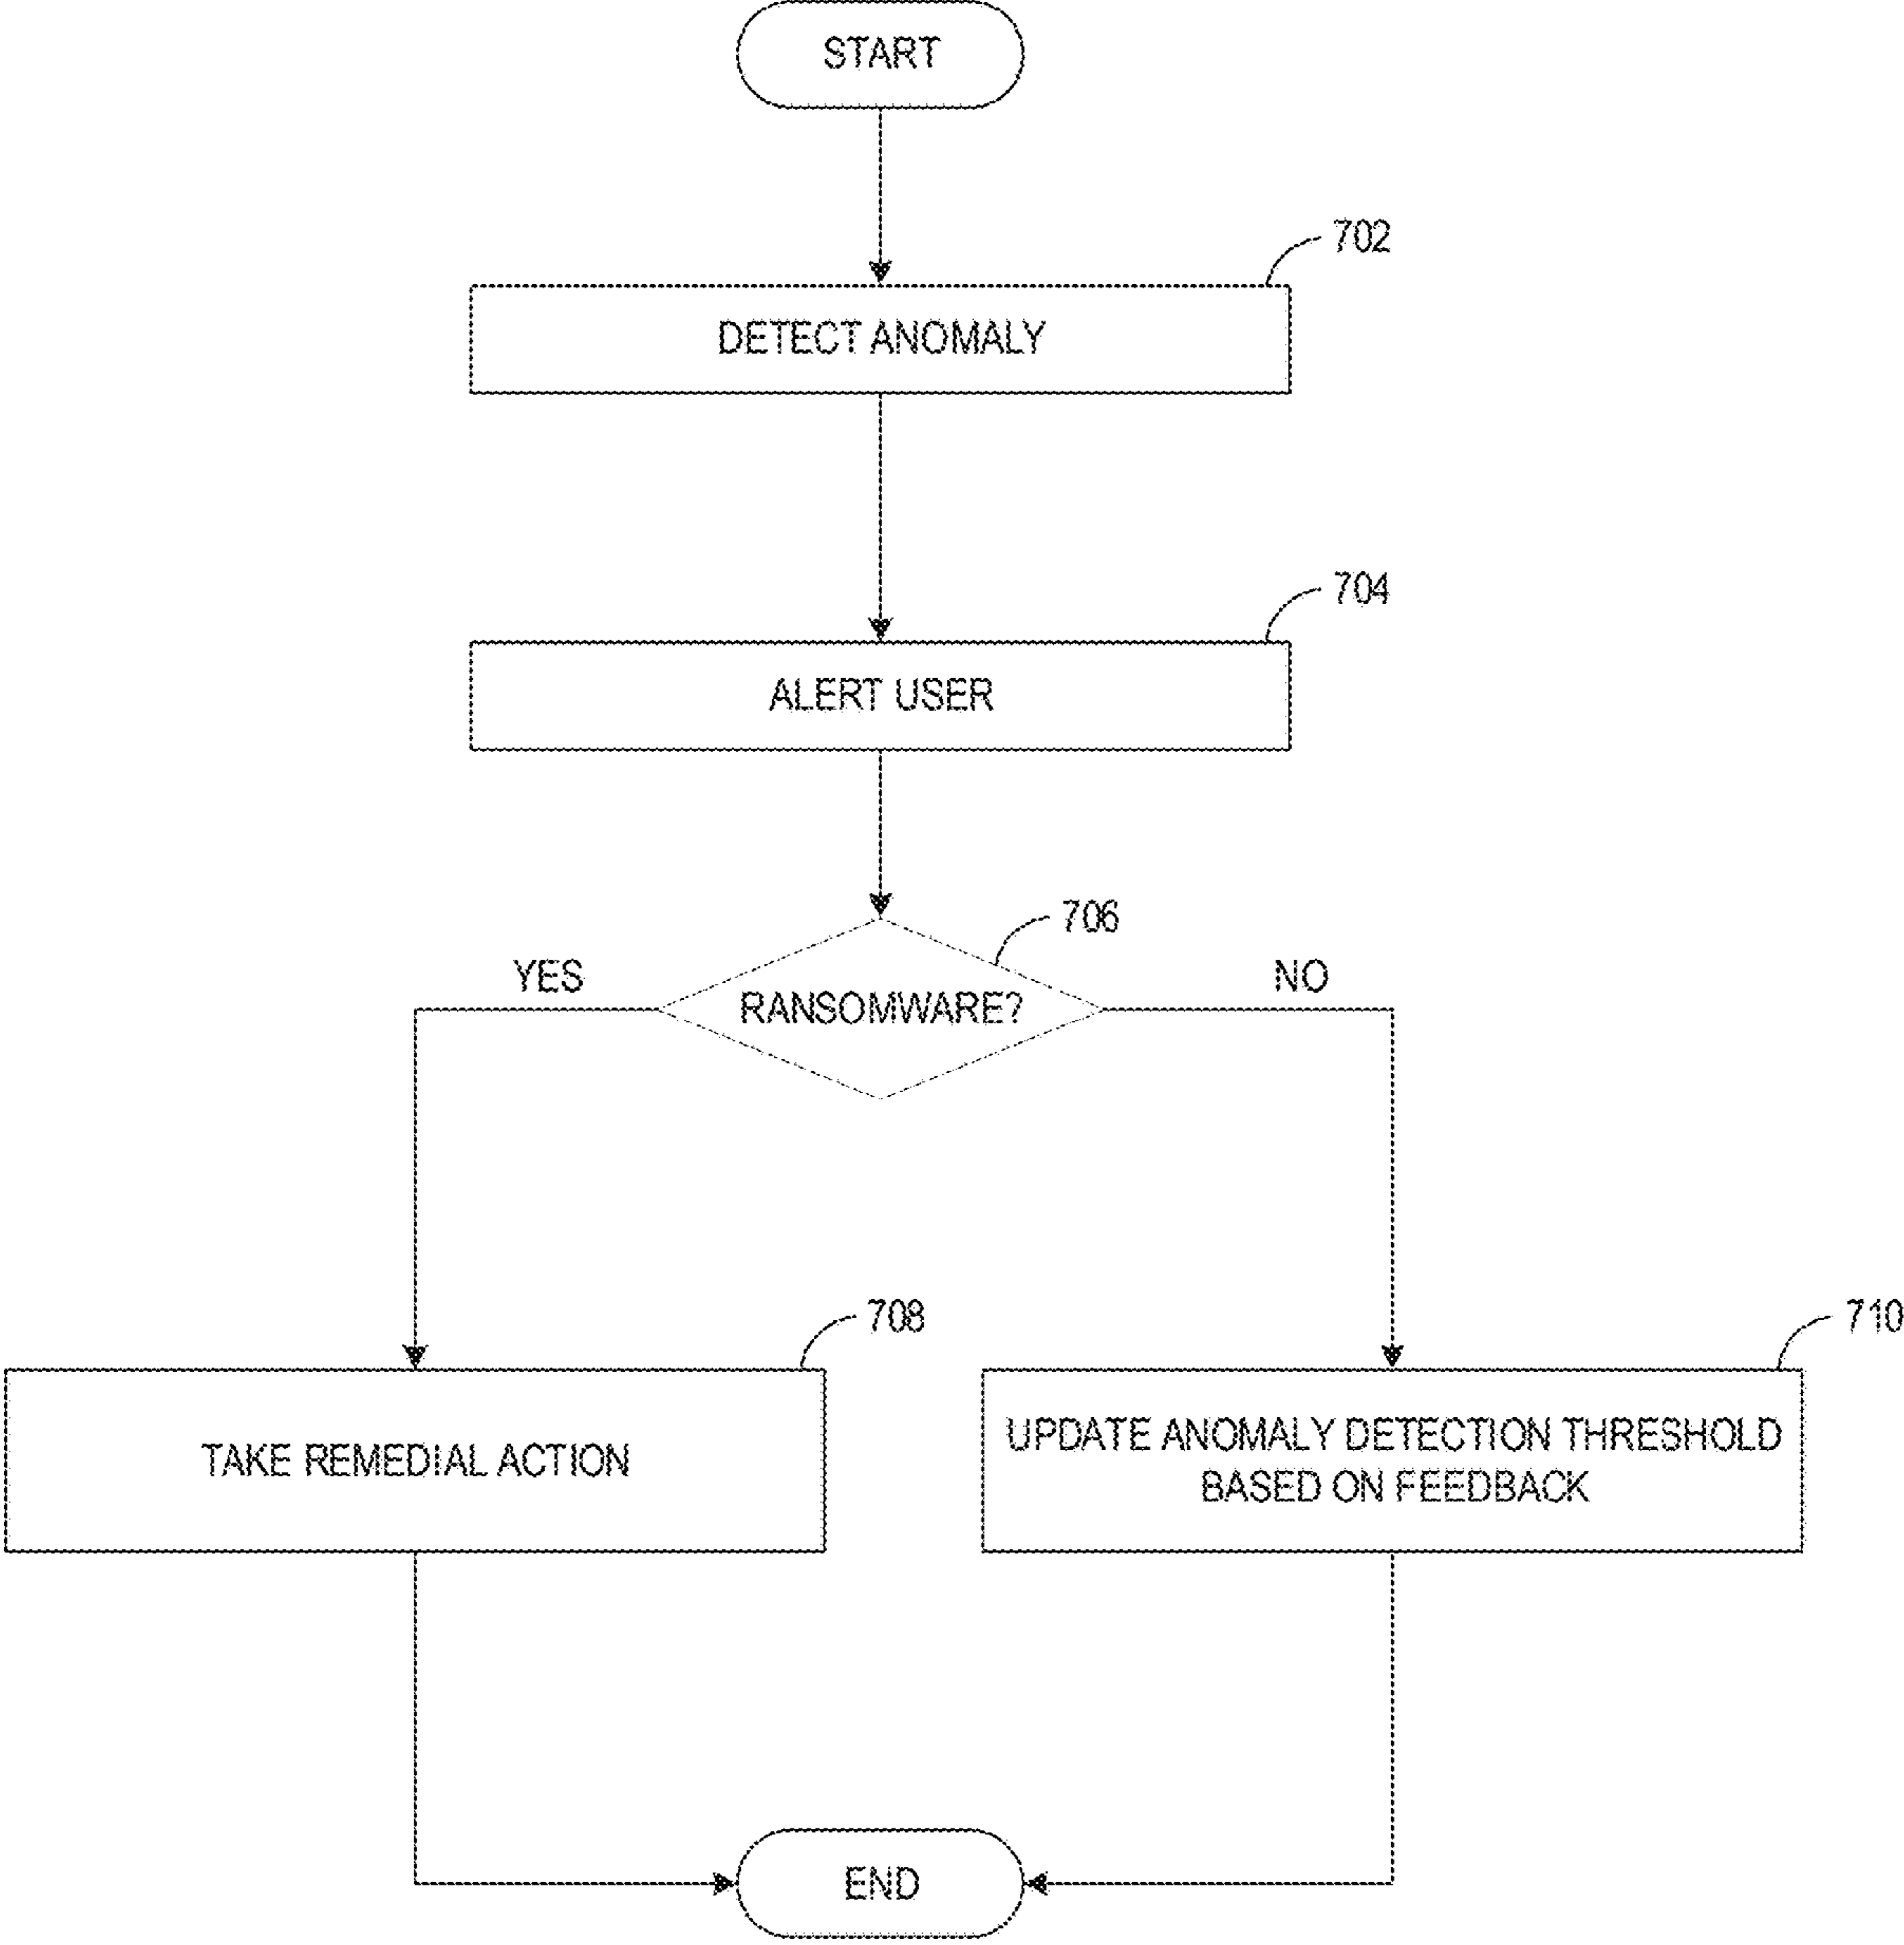 START
702
DETECT ANOMALY
704
ALERT USER
706
YES
NO
RANSOMWARE?
708
710
TAKE REMEDIAL ACTION
UPDATE ANOMALY DETECTION THRESHOLD
BASED ON FEEDBACK
END